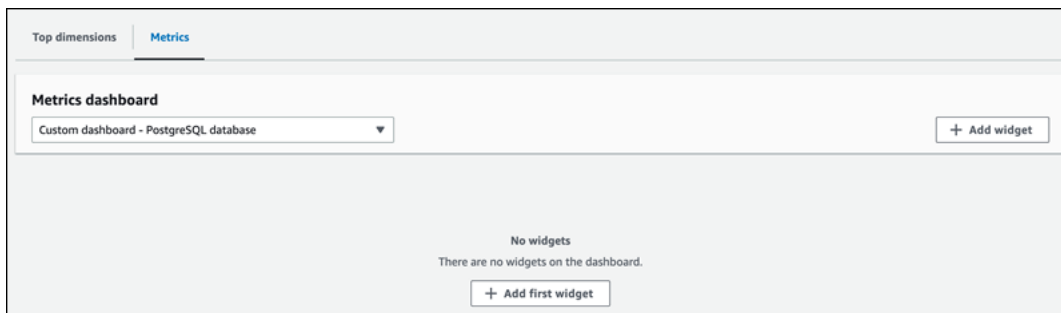 Top dimensions
Metrics
Metrics dashboard
Custom dashboard - PostgreSQL database
+ Add widget
No widgets
There are no widgets on the dashboard.
+ Add first widget